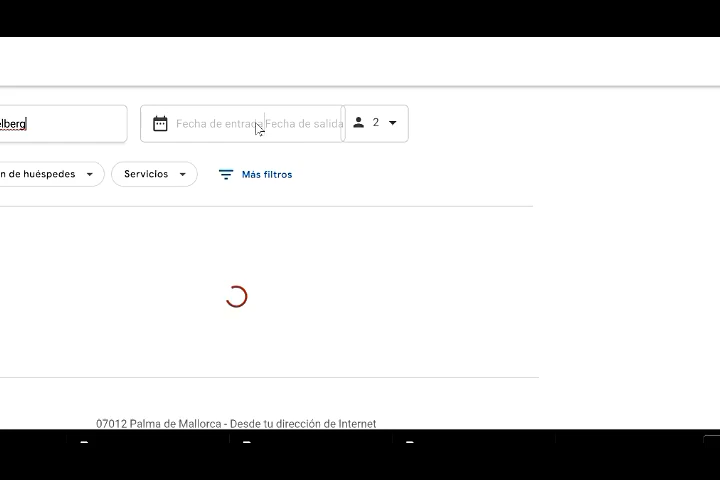 elberg
Fecha de entrada Fecha de salida
2
n de huéspedes
Servicios
Más filtros
07012 Palma de Mallorca - Desde tu dirección de Internet